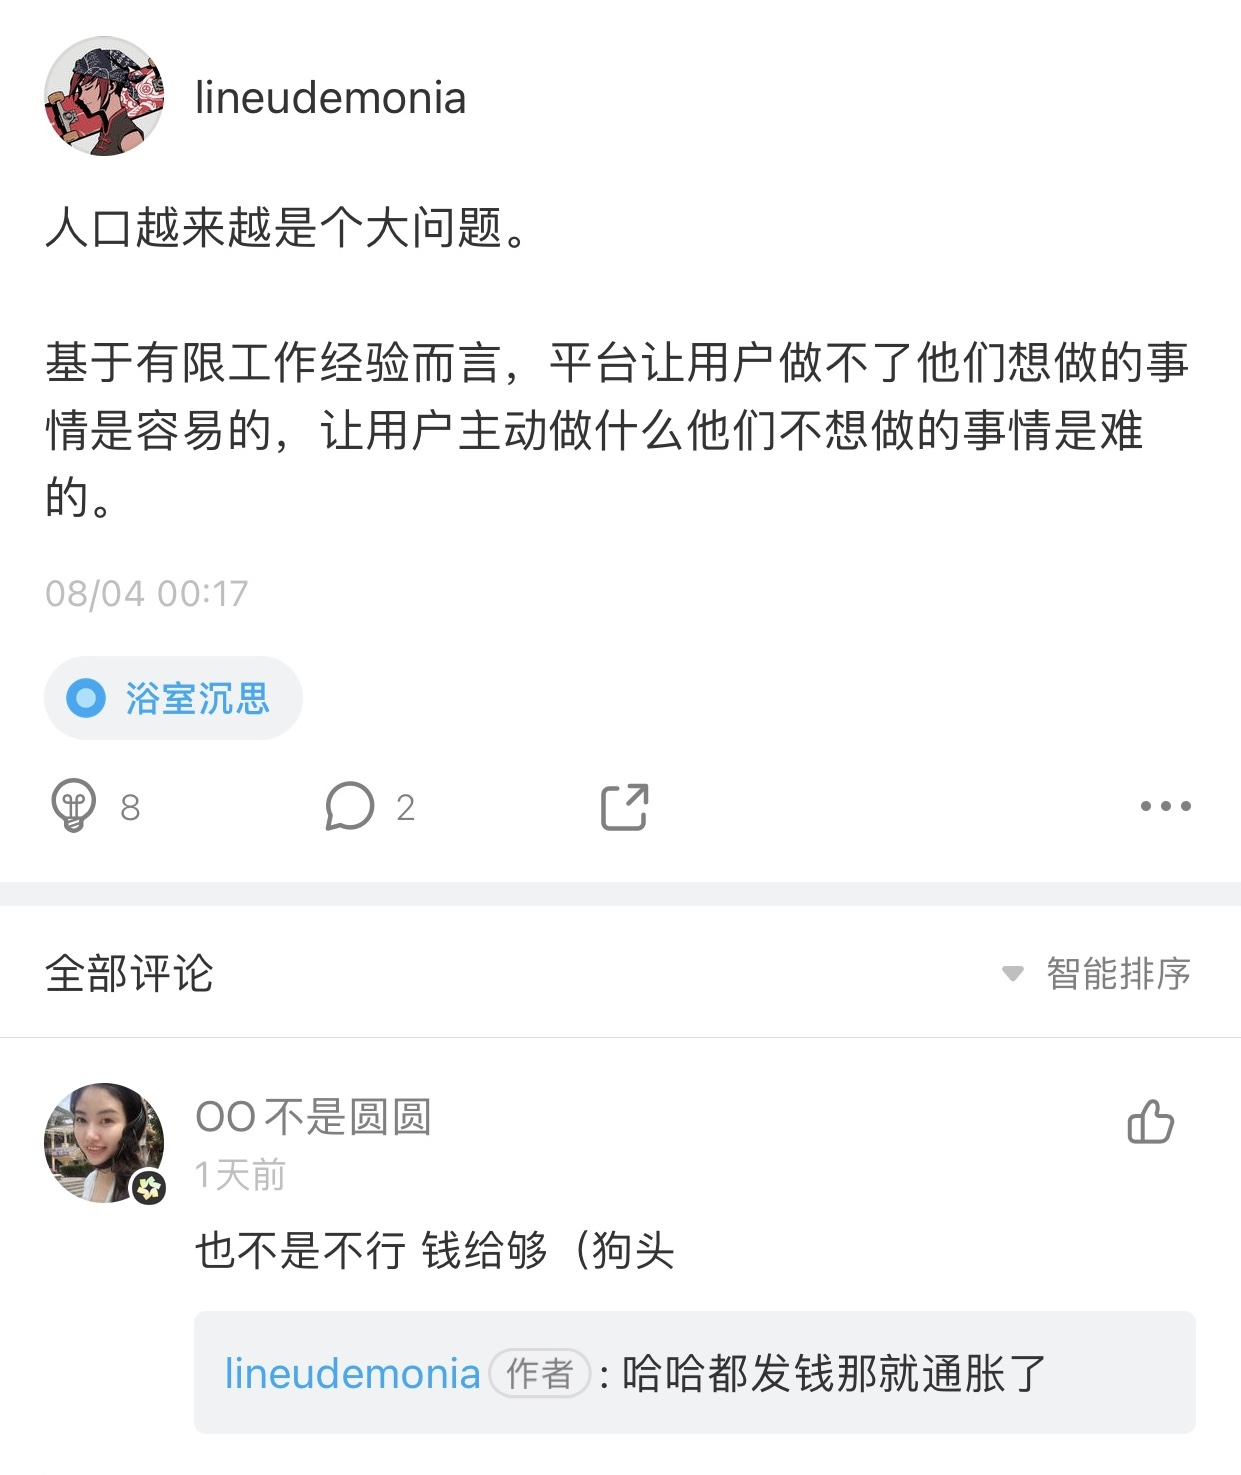 lineudemonia
人口越来越是个大问题。
基于有限工作经验而言，平台让用户做不了他们想做的事
情是容易的，让用户主动做什么他们不想做的事情是难
的。
08/04 00:17
浴室沉思
8
2
全部评论
智能排序
OO不是圆圆
1天前
也不是不行 钱给够（狗头
lineudemonia 作者 : 哈哈都发钱那就通胀了